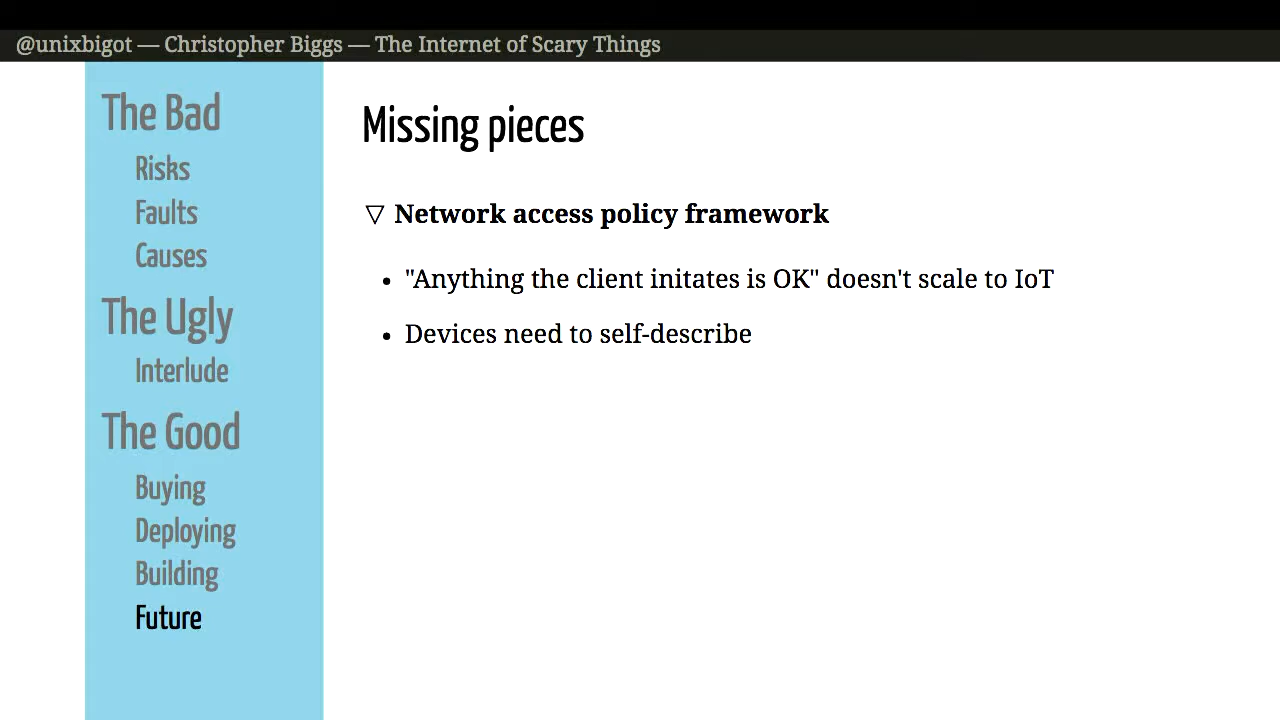 @unixbigot — Christopher Biggs — The Internet of Scary Things
The Bad
Risks
Faults
Causes
The Ugly
Interlude
The Good
Buying
Deploying
Building
Future
Missing pieces
▽ Network access policy framework
• "Anything the client initates is OK" doesn't scale to IoT
• Devices need to self-describe